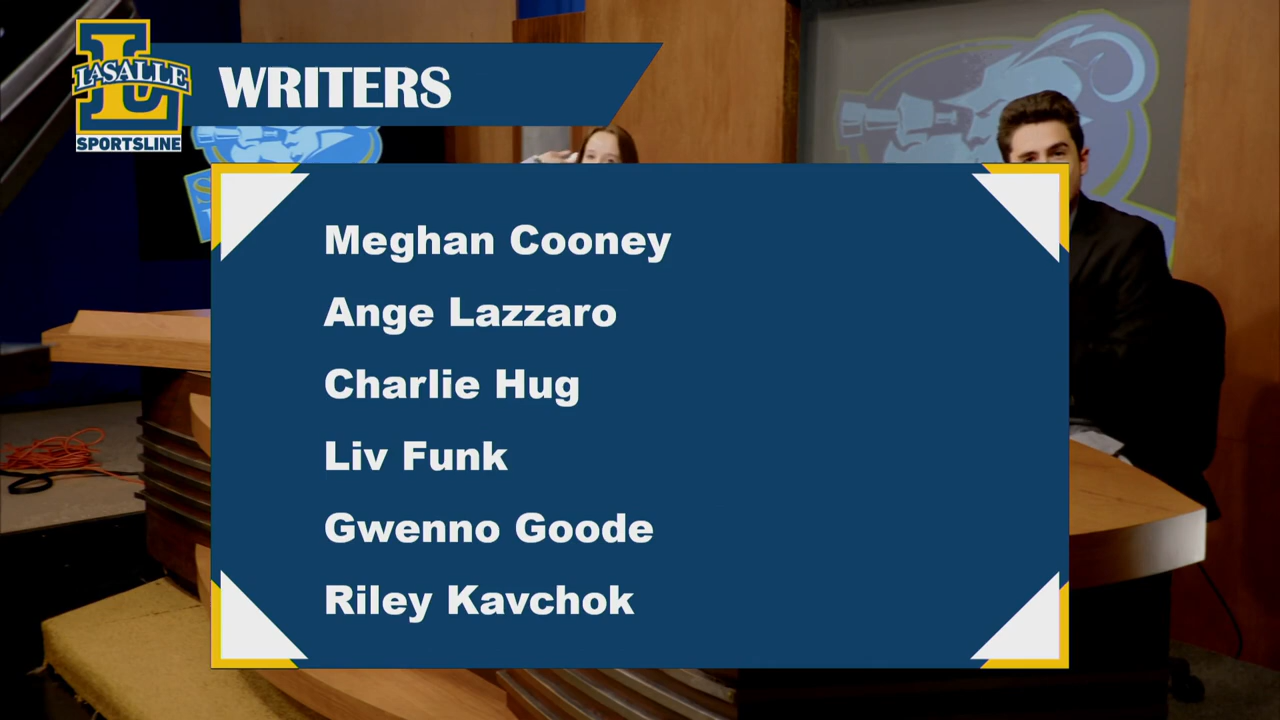 LASALLE
SPORTSLINE
WRITERS
Meghan Cooney
Ange Lazzaro
Charlie Hug
Liv Funk
Gwenno Goode
Riley Kavchok